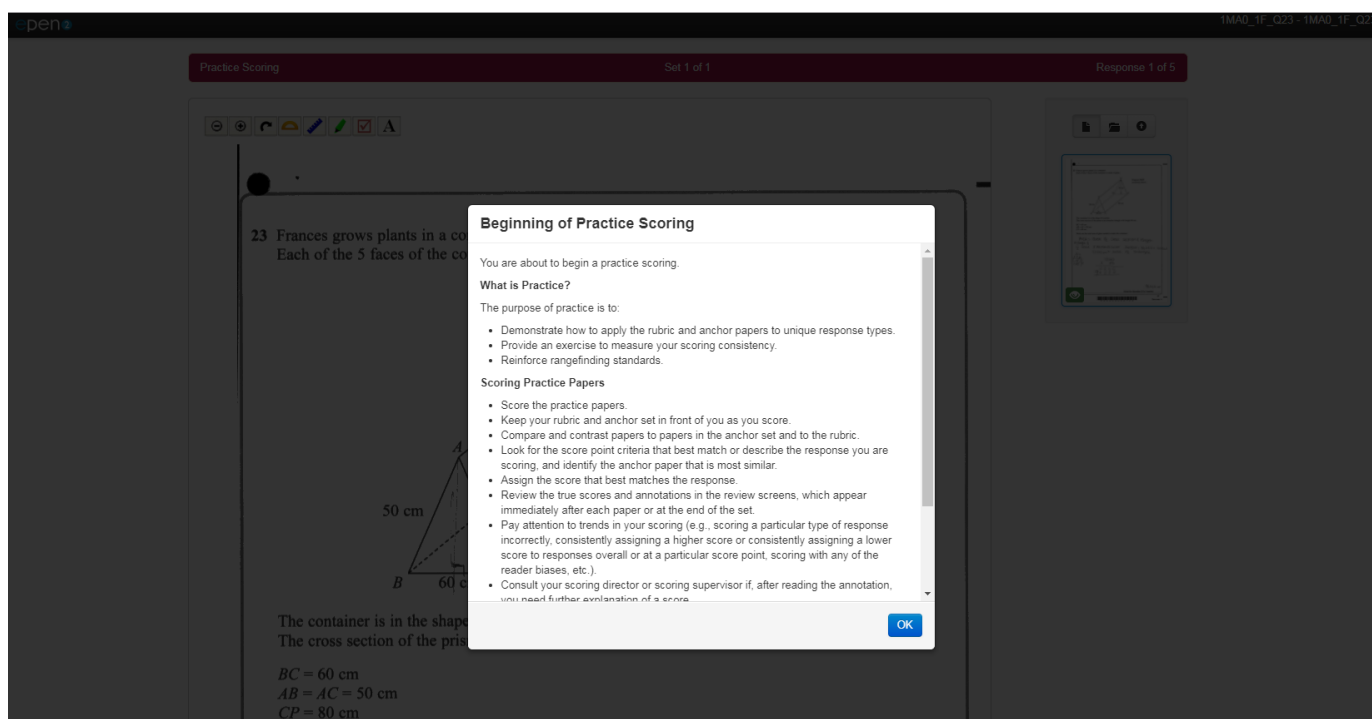 epen2
1MA0_1F_Q23 - 1MA0_1F_Q2
Practice Scoring
Set 1 of 1
Response 1 of 5
A
23 Frances grows plants in a co
Each of the 5 faces of the co
Beginning of Practice Scoring
You are about to begin a practice scoring.
What is Practice?
The purpose of practice is to:
• Demonstrate how to apply the rubric and anchor papers to unique response types.
• Provide an exercise to measure your scoring consistency.
• Reinforce rangefinding standards.
Scoring Practice Papers
• Score the practice papers.
• Keep your rubric and anchor set in front of you as you score.
• Compare and contrast papers to papers in the anchor set and to the rubric.
• Look for the score point criteria that best match or describe the response you are
scoring, and identify the anchor paper that is most similar.
• Assign the score that best matches the response.
• Review the true scores and annotations in the review screens, which appear
immediately after each paper or at the end of the set.
• Pay attention to trends in your scoring (e.g., scoring a particular type of response
incorrectly, consistently assigning a higher score or consistently assigning a lower
score to responses overall or at a particular score point, scoring with any of the
reader biases, etc.).
• Consult your scoring director or scoring supervisor if, after reading the annotation,
you need further explanation of a score.
OK
A
50 cm
B
60 c
The container is in the shape
The cross section of the pris
BC = 60 cm
AB = AC = 50 cm
CP = 80 cm